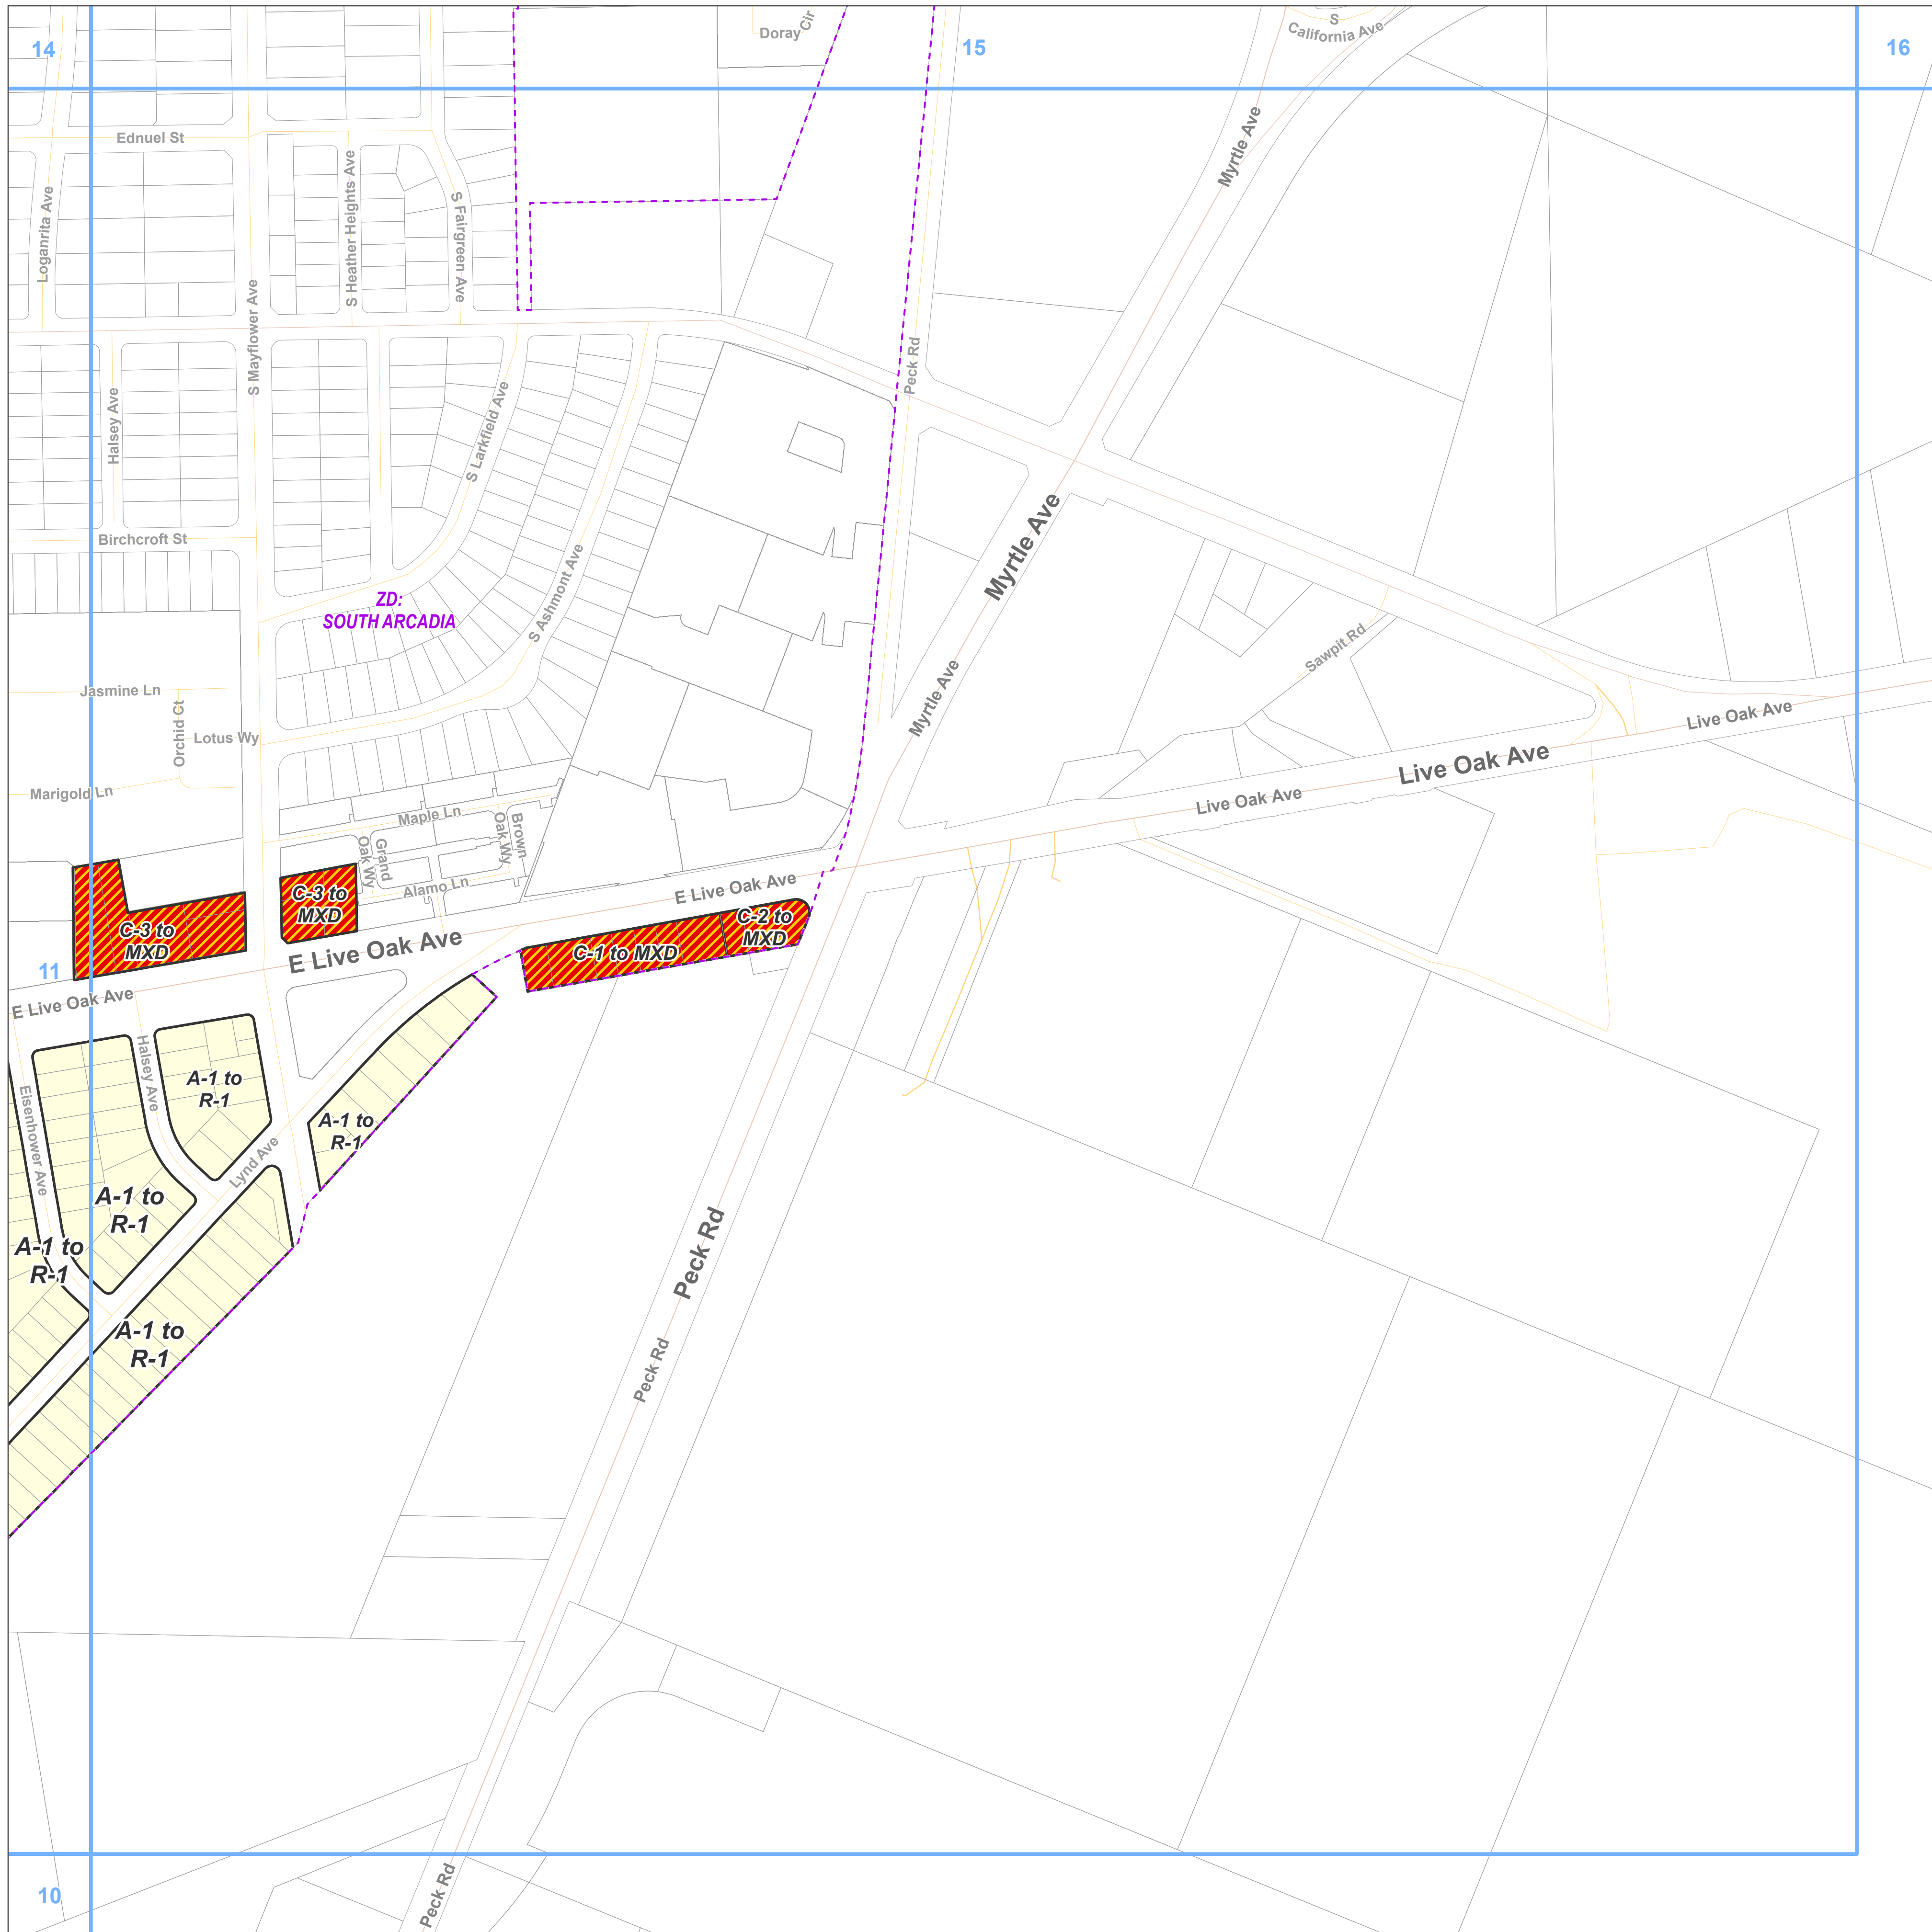 14
15
16
Doray Cir
S
California Ave
Ednuel St
Loganrita Ave
S Heather Heights Ave
S Fairgreen Ave
S Mayflower Ave
Myrtle Ave
Peck Rd
Halsey Ave
S Larkfield Ave
Birchcroft St
Myrtle Ave
S Ashmont Ave
ZD:
SOUTH ARCADIA
Sawpit Rd
Jasmine Ln
Orchid Ct
Lotus Wy
Myrtle Ave
Live Oak Ave
Live Oak Ave
Live Oak Ave
Marigold Ln
Maple Ln
Grand
Oak Wy
Brown
Oak Wy
Alamo Ln
E Live Oak Ave
C-3 to
MXD
C-3 to
MXD
C-1 to MXD
C-2 to
MXD
E Live Oak Ave
11
E Live Oak Ave
Halsey Ave
Eisenhower Ave
A-1 to
R-1
A-1 to
R-1
Lynd Ave
A-1 to
R-1
A-1 to
R-1
A-1 to
R-1
Peck Rd
Peck Rd
10
Peck Rd